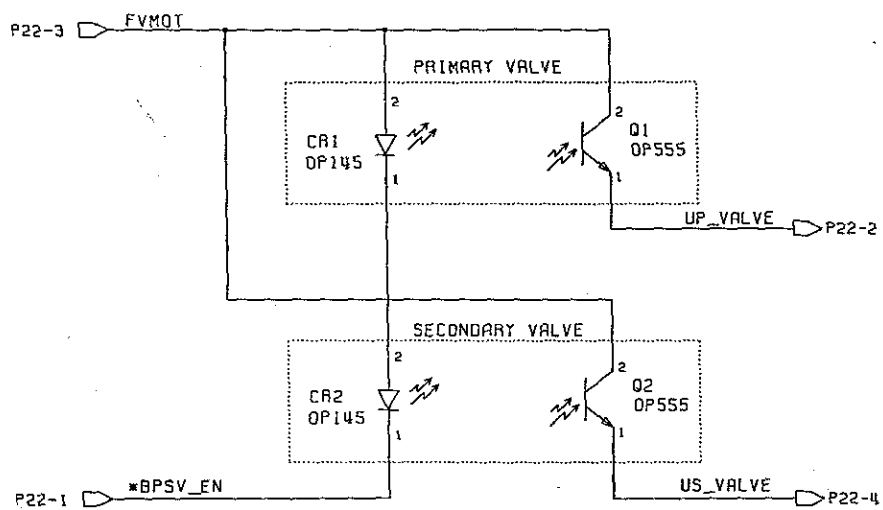 P22-3 FVMOT
PRIMARY VALVE
2
2
CR1
OP145
Q1
OP555
1
1
UP_VALVE P22-2
SECONDARY VALVE
2
2
CR2
OP145
Q2
OP555
1
1
P22-1 *BPSV_EN
US_VALVE P22-4